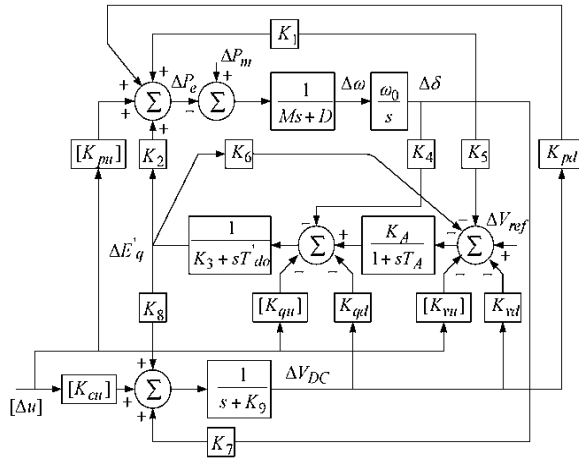 K1
+ + ΔPe ΔPm
+ Σ - Σ + 1 Δω ω0 Δδ
+ + Ms+D s
[Kpu] K2 K6 K4 K5 Kpd
ΔE'q 1 - Σ + KA - Σ - ΔVref
K3+sT'do - - 1+sTA - - +
K8 [Kqu] Kqd [Kvu] Kvd
+ 1 ΔVDC
[Δu] [Kcu] + Σ s+K9
+
K7